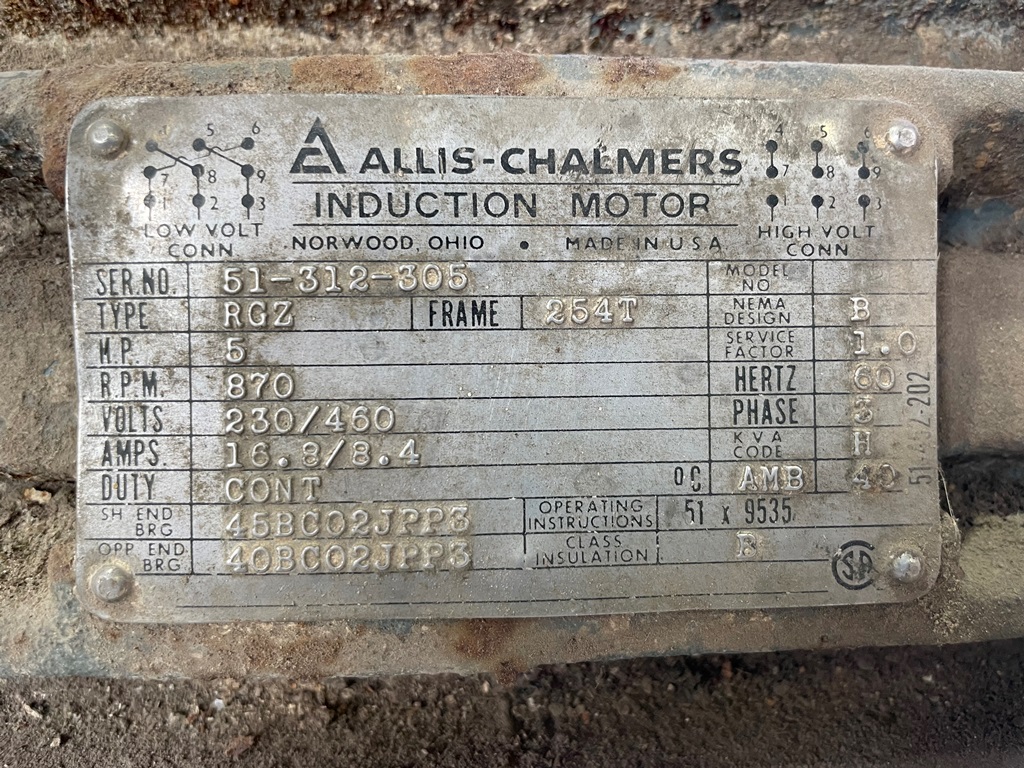 4 5 6
7 8 9
1 2 3
LOW VOLT
CONN
ALLIS-CHALMERS
INDUCTION MOTOR
NORWOOD, OHIO • MADE IN U S A
4 5 6
7 8 9
1 2 3
HIGH VOLT
CONN
SER. NO. 51-312-305 MODEL NO
TYPE RGZ FRAME 254T NEMA DESIGN B
H.P. 5 SERVICE FACTOR 1.0
R.P.M. 870 HERTZ 60
VOLTS 230/460 PHASE 3
AMPS. 16.8/8.4 KVA CODE H
DUTY CONT °C AMB 40
SH END BRG 45BC02JPP3 OPERATING INSTRUCTIONS 51 X 9535
OPP END BRG 40BC02JPP3 CLASS INSULATION